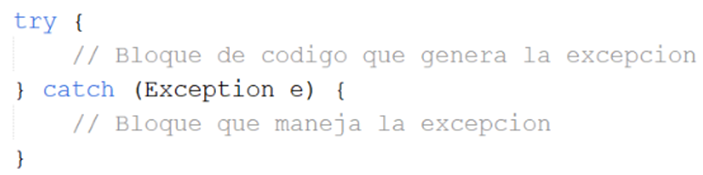 try {
    // Bloque de codigo que genera la excepcion
} catch (Exception e) {
    // Bloque que maneja la excepcion
}